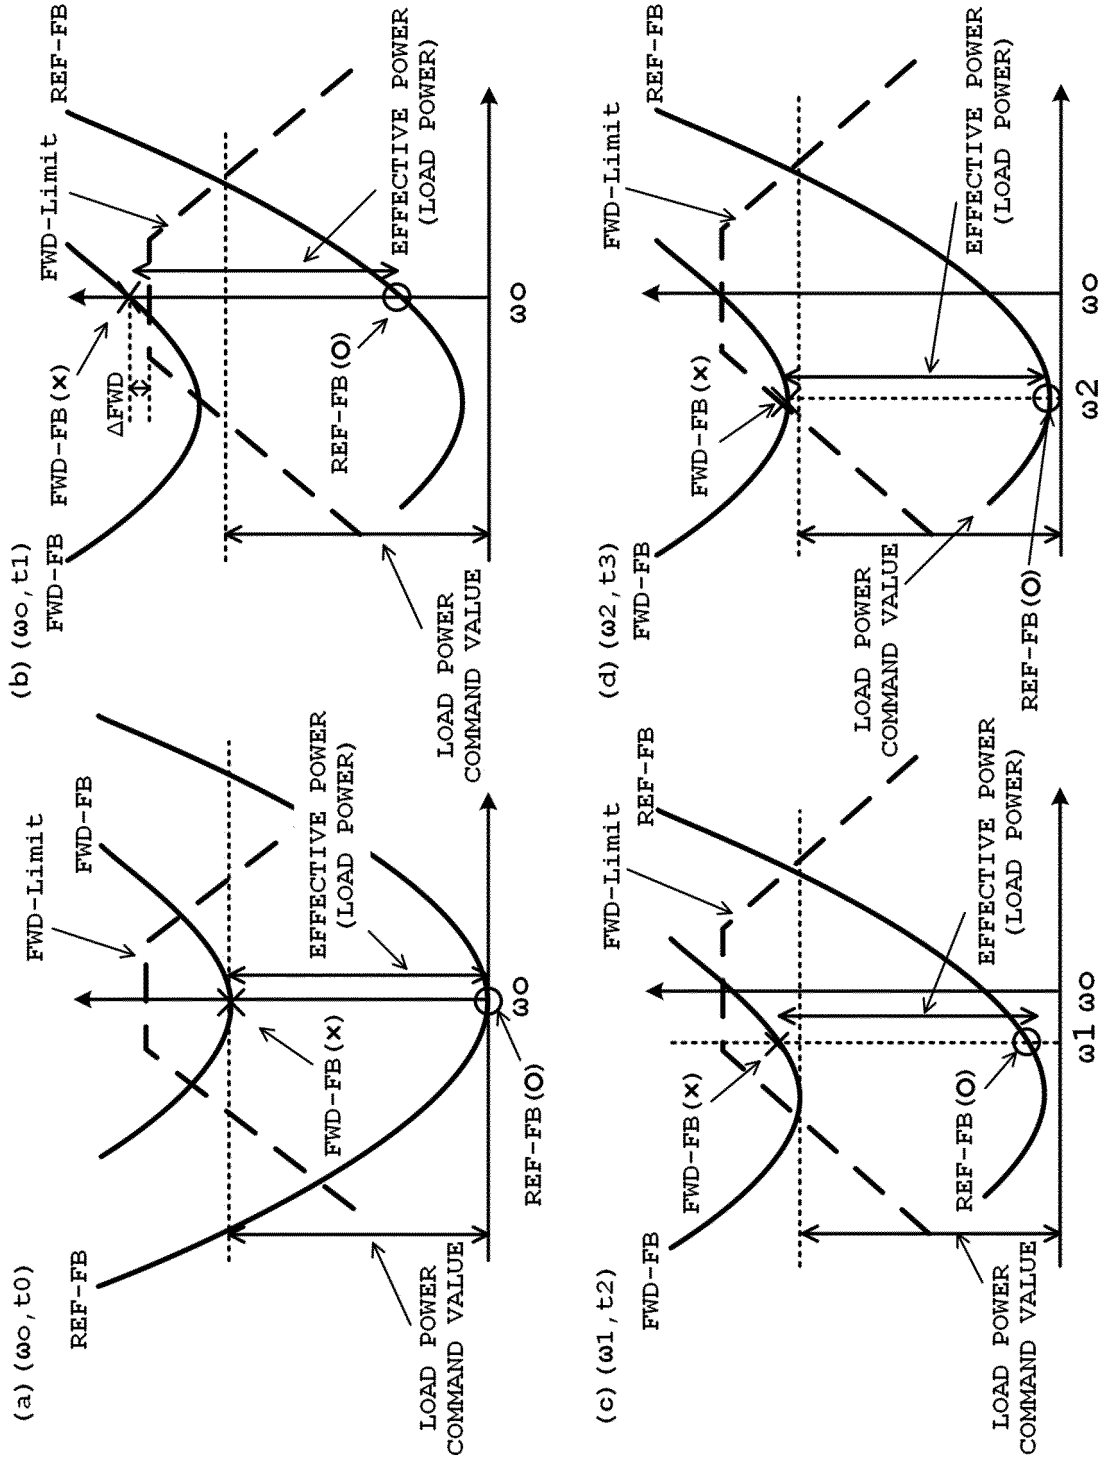 (a) (ωo,t0)
REF-FB
FWD-Limit
FWD-FB
EFFECTIVE POWER
(LOAD POWER)
FWD-FB(×)
ωo
REF-FB(O)
LOAD POWER
COMMAND VALUE
(b) (ωo,t1)
FWD-FB
FWD-FB(×)
ΔFWD
FWD-Limit
REF-FB
EFFECTIVE POWER
(LOAD POWER)
REF-FB(O)
ωo
LOAD POWER
COMMAND VALUE
(c) (ω1,t2)
FWD-FB
FWD-Limit
REF-FB
FWD-FB(×)
EFFECTIVE POWER
(LOAD POWER)
REF-FB(O)
ω1 ωo
LOAD POWER
COMMAND VALUE
(d) (ω2,t3)
FWD-FB
FWD-FB(×)
FWD-Limit
REF-FB
EFFECTIVE POWER
(LOAD POWER)
LOAD POWER
COMMAND VALUE
REF-FB(O)
ω2 ωo